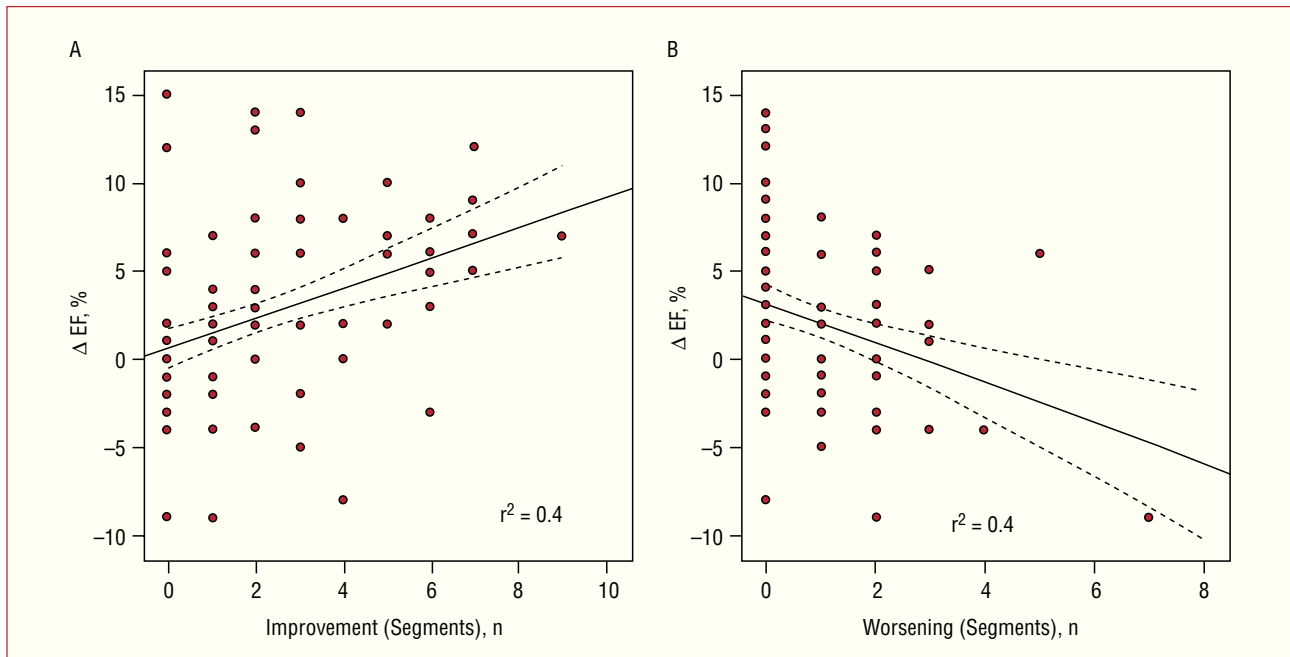 A
15
10
5
0
–5
–10
Δ EF, %
r² = 0.4
0 2 4 6 8 10
Improvement (Segments), n
B
15
10
5
0
–5
–10
Δ EF, %
r² = 0.4
0 2 4 6 8
Worsening (Segments), n